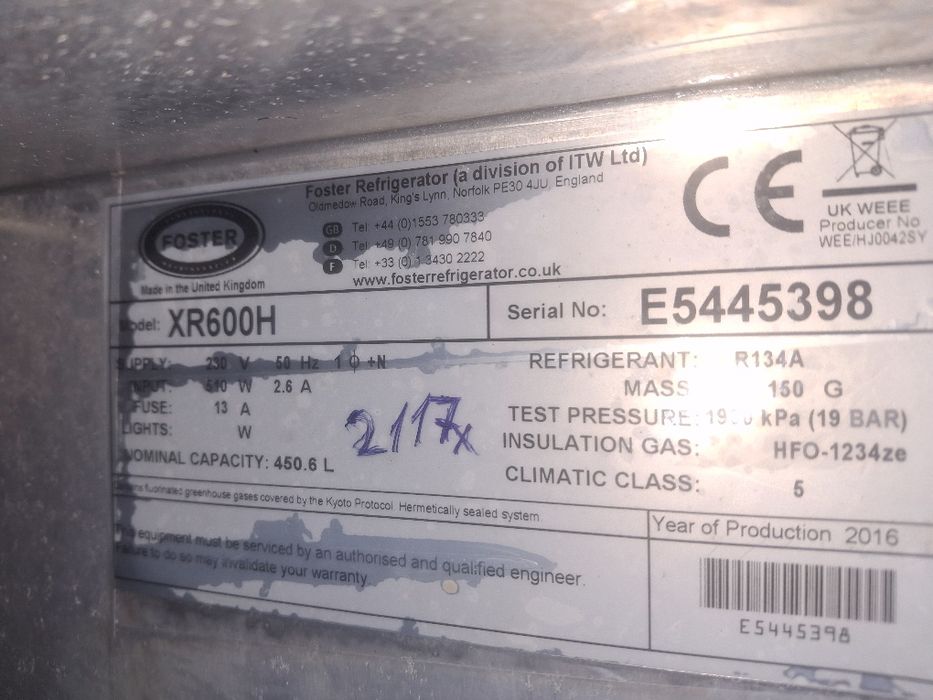 Foster Refrigerator (a division of ITW Ltd)
Oldmedow Road, King's Lynn, Norfolk PE30 4JU, England
FOSTER
REFRIGERATOR
Made in the United Kingdom
GB Tel: +44 (0)1553 780333
D Tel: +49 (0) 781 990 7840
F Tel: +33 (0) 1 3430 2222
www.fosterrefrigerator.co.uk
CE
UK WEEE
Producer No
WEE/HJ0042SY
Model: XR600H
Serial No: E5445398
SUPPLY: 230 V 50 Hz 1 ϕ +N
INPUT: 510 W 2.6 A
FUSE: 13 A
LIGHTS: W
NOMINAL CAPACITY: 450.6 L
2117x
REFRIGERANT: R134A
MASS 150 G
TEST PRESSURE: kPa (19 BAR)
INSULATION GAS: HFO-1234ze
CLIMATIC CLASS: 5
fluorinated greenhouse gases covered by the Kyoto Protocol. Hermetically sealed system
This equipment must be serviced by an authorised and qualified engineer.
Failure to do so may invalidate your warranty.
Year of Production 2016
E5445398